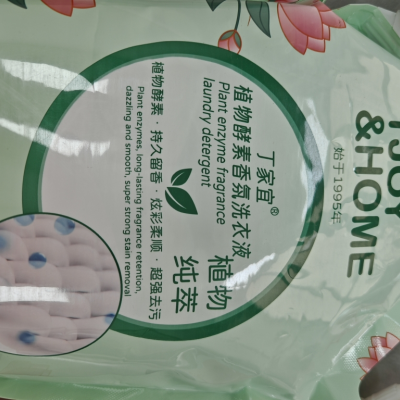 &HOME
始于1995年
丁家宜®
植物酵素香氛洗衣液
Plant enzyme fragrance
laundry detergent
植物
纯萃
植物酵素·持久留香·炫彩柔顺·超强去污
Plant enzymes, long-lasting fragrance retention,
dazzling and smooth, super strong stain removal